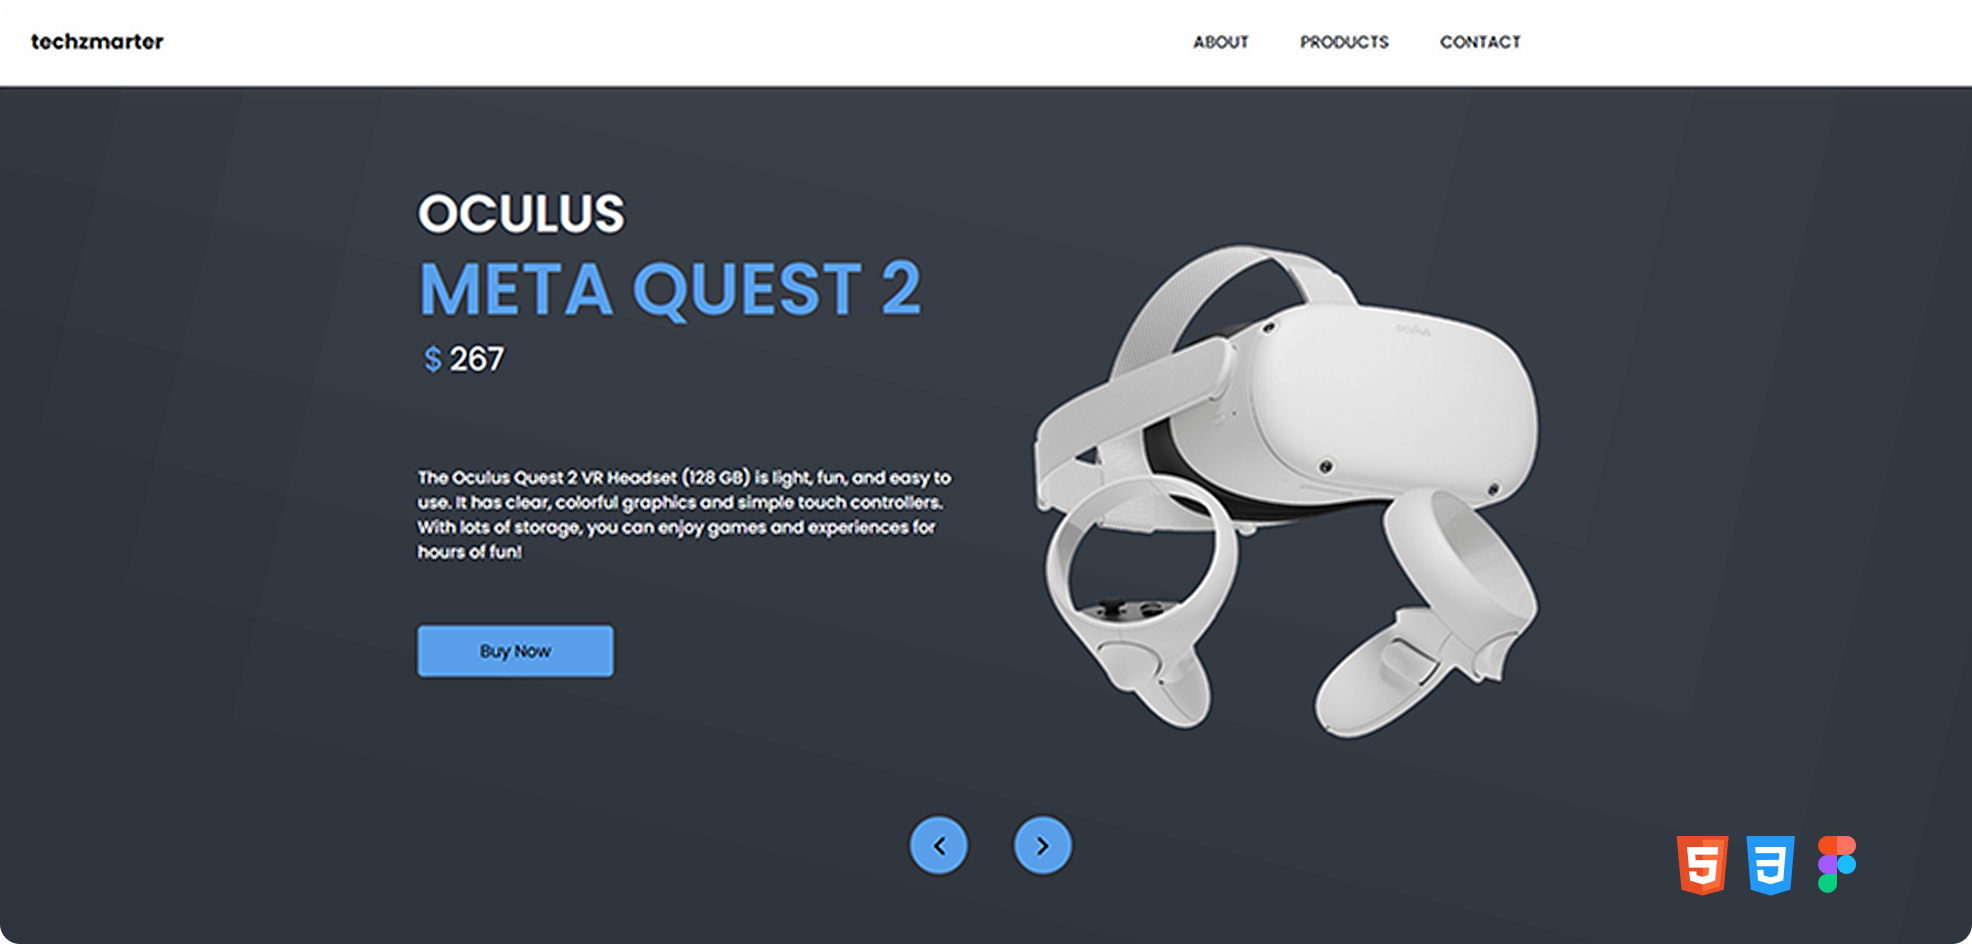 techzmarter
ABOUT PRODUCTS CONTACT
OCULUS
META QUEST 2
$ 267
oculus
The Oculus Quest 2 VR Headset (128 GB) is light, fun, and easy to
use. It has clear, colorful graphics and simple touch controllers.
With lots of storage, you can enjoy games and experiences for
hours of fun!
Buy Now
5
3